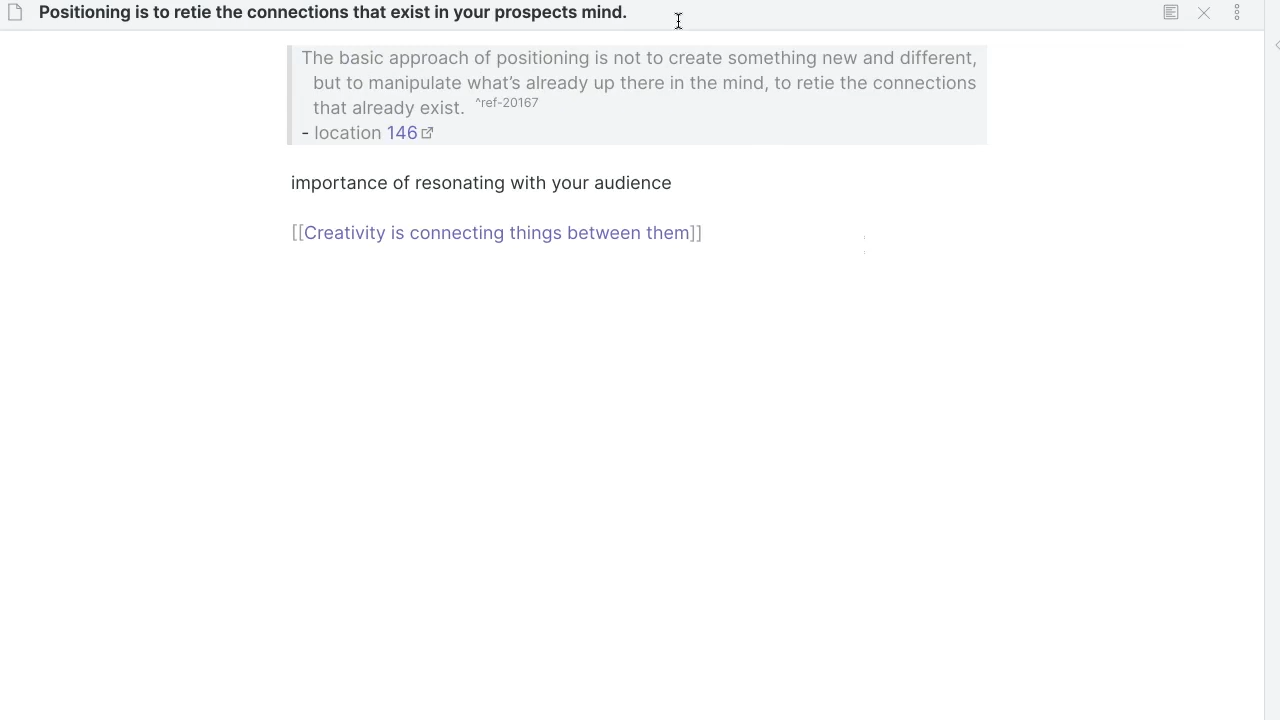 Positioning is to retie the connections that exist in your prospects mind.
The basic approach of positioning is not to create something new and different,
but to manipulate what’s already up there in the mind, to retie the connections
that already exist. ^ref-20167
- location 146
importance of resonating with your audience
[[Creativity is connecting things between them]]